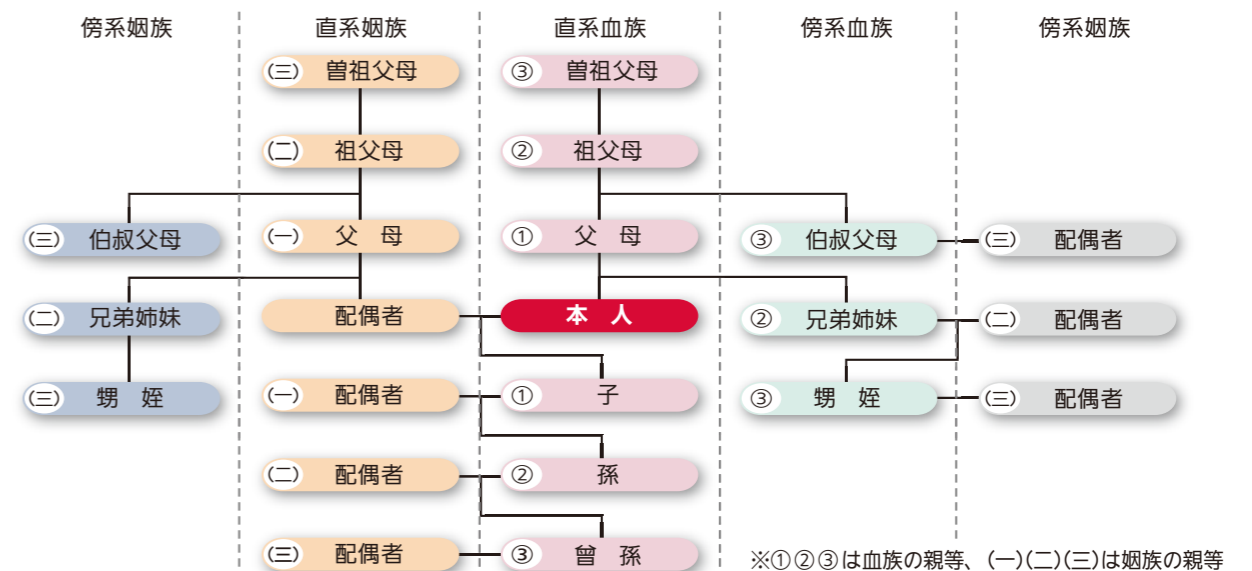 傍系姻族 直系姻族 直系血族 傍系血族 傍系姻族
(三) 曽祖父母 ③ 曽祖父母
(二) 祖父母 ② 祖父母
(三) 伯叔父母 (一) 父 母 ① 父 母 ③ 伯叔父母 (三) 配偶者
(二) 兄弟姉妹 配偶者 本 人 ② 兄弟姉妹 (二) 配偶者
(三) 甥 姪 (一) 配偶者 ① 子 ③ 甥 姪 (三) 配偶者
(二) 配偶者 ② 孫
(三) 配偶者 ③ 曾 孫
※①②③は血族の親等、(一)(二)(三)は姻族の親等